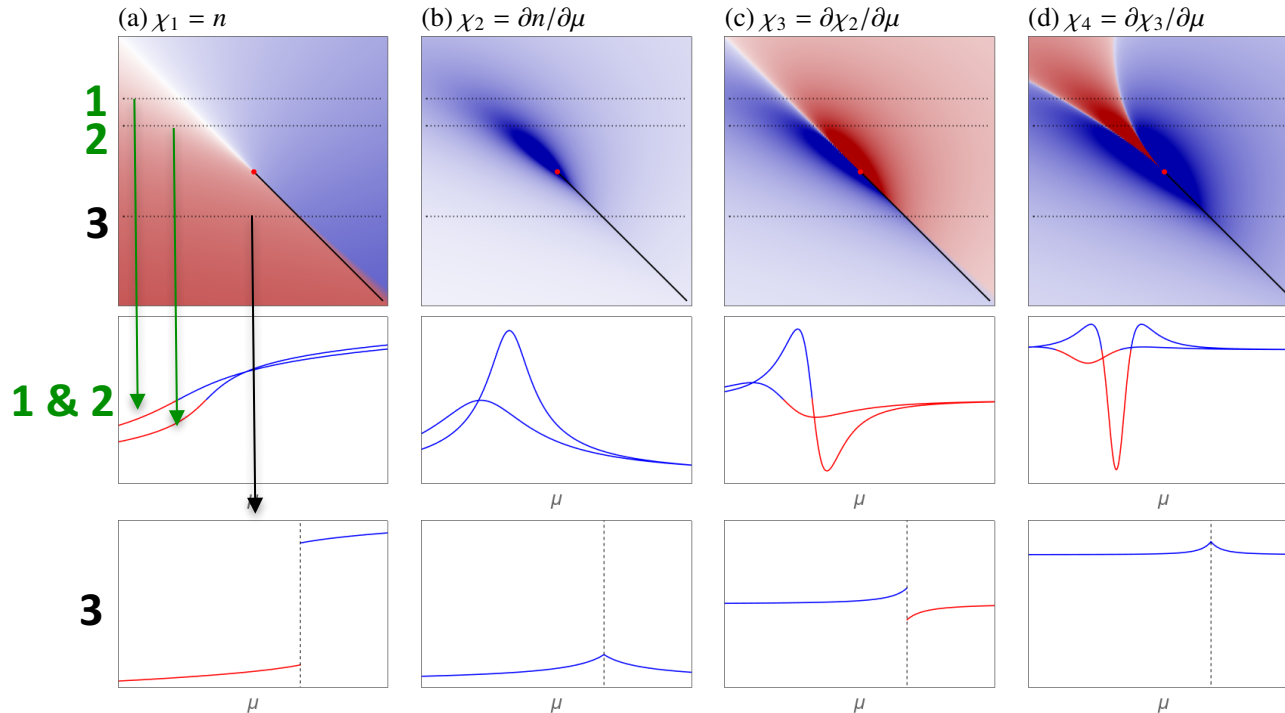 (a) χ₁ = n
(b) χ₂ = ∂n/∂μ
(c) χ₃ = ∂χ₂/∂μ
(d) χ₄ = ∂χ₃/∂μ
1
2
3
1 & 2
μ
μ
μ
μ
3
μ
μ
μ
μ